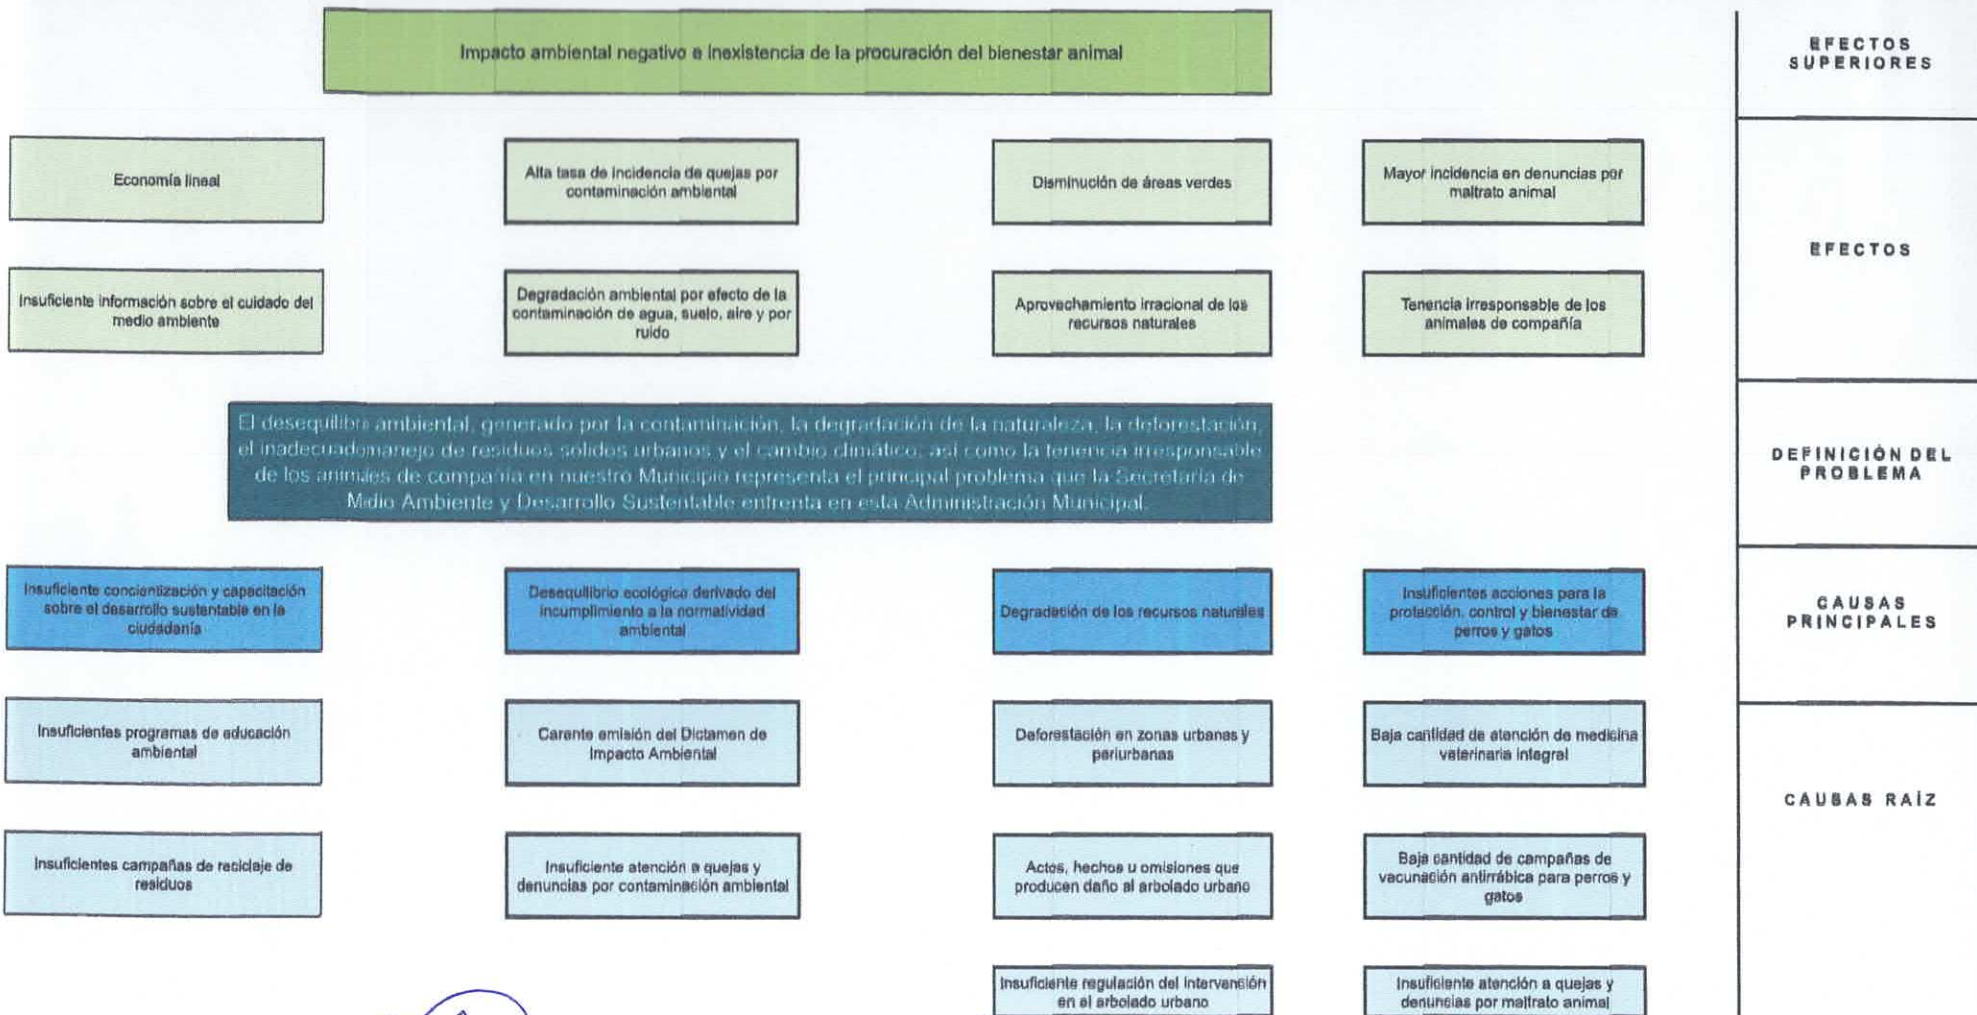 Impacto ambiental negativo e inexistencia de la procuración del bienestar animal
EFECTOS
SUPERIORES
Economía lineal
Alta tasa de incidencia de quejas por
contaminación ambiental
Disminución de áreas verdes
Mayor incidencia en denuncias por
maltrato animal
EFECTOS
Insuficiente información sobre el cuidado del
medio ambiente
Degradación ambiental por efecto de la
contaminación de agua, suelo, aire y por
ruido
Aprovechamiento irracional de los
recursos naturales
Tenencia irresponsable de los
animales de compañía
El desequilibrio ambiental, generado por la contaminación, la degradación de la naturaleza, la deforestación,
el inadecuadomanejo de residuos solidos urbanos y el cambio climático, así como la tenencia irresponsable
de los animales de compañía en nuestro Municipio representa el principal problema que la Secretaría de
Medio Ambiente y Desarrollo Sustentable enfrenta en esta Administración Municipal.
DEFINICIÓN DEL
PROBLEMA
Insuficiente concientización y capacitación
sobre el desarrollo sustentable en la
ciudadanía
Desequilibrio ecológico derivado del
incumplimiento a la normatividad
ambiental
Degradación de los recursos naturales
Insuficientes acciones para la
protección, control y bienestar de
perros y gatos
CAUSAS
PRINCIPALES
Insuficientes programas de educación
ambiental
Carente emisión del Dictamen de
Impacto Ambiental
Deforestación en zonas urbanas y
periurbanas
Baja cantidad de atención de medicina
veterinaria integral
CAUSAS RAÍZ
Insuficientes campañas de reciclaje de
residuos
Insuficiente atención a quejas y
denuncias por contaminación ambiental
Actos, hechos u omisiones que
producen daño al arbolado urbano
Baja cantidad de campañas de
vacunación antirrábica para perros y
gatos
Insuficiente regulación del intervención
en el arbolado urbano
Insuficiente atención a quejas y
denuncias por maltrato animal